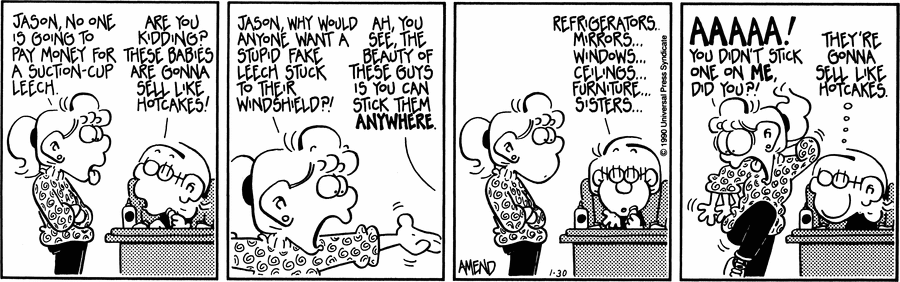 JASON, NO ONE
IS GOING TO
PAY MONEY FOR
A SUCTION-CUP
LEECH.
ARE YOU
KIDDING?
THESE BABIES
ARE GONNA
SELL LIKE
HOTCAKES!
JASON, WHY WOULD
ANYONE WANT A
STUPID FAKE
LEECH STUCK
TO THEIR
WINDSHIELD?!
AH, YOU
SEE, THE
BEAUTY OF
THESE GUYS
IS YOU CAN
STICK THEM
ANYWHERE.
REFRIGERATORS..
MIRRORS...
WINDOWS...
CEILINGS...
FURNITURE...
SISTERS...
© 1990 Universal Press Syndicate
AMEND
1-30
AAAAA!
YOU DIDN'T STICK
ONE ON ME,
DID YOU?!
THEY'RE
GONNA
SELL LIKE
HOTCAKES.